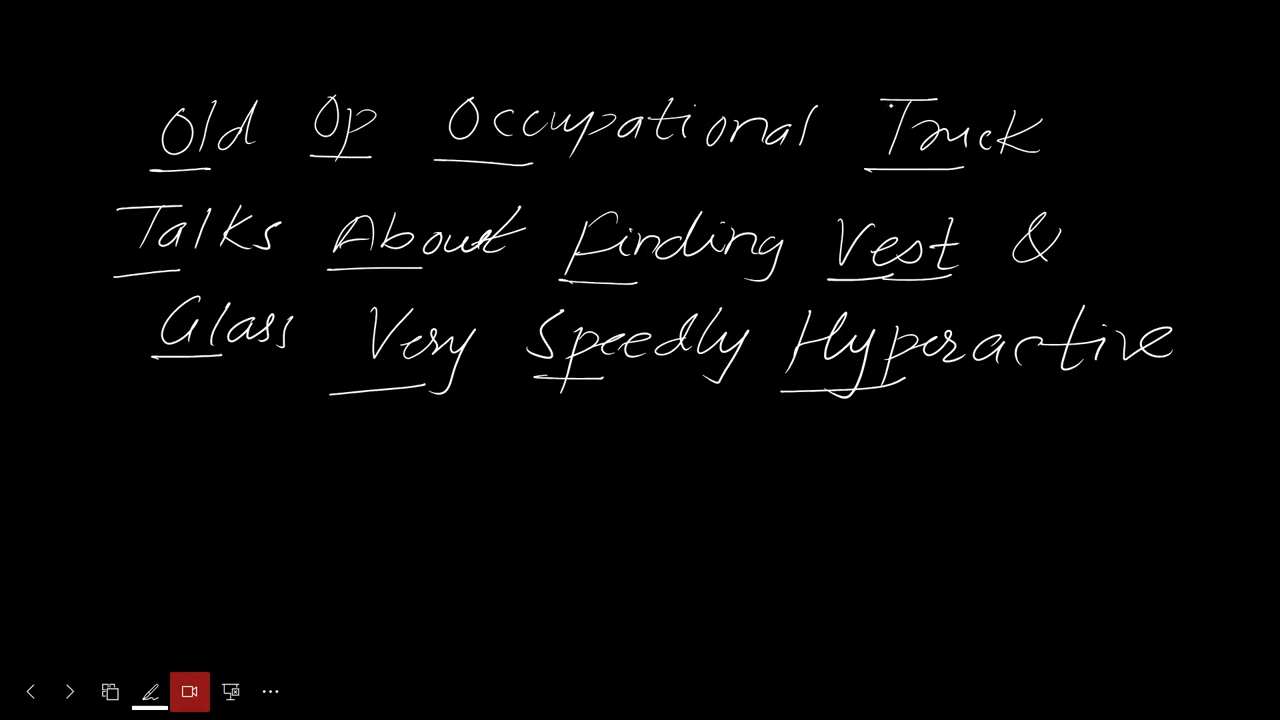 Old Op Occupational Truck
Talks About Finding Vest &
Glass Very Speedly Hyperactive